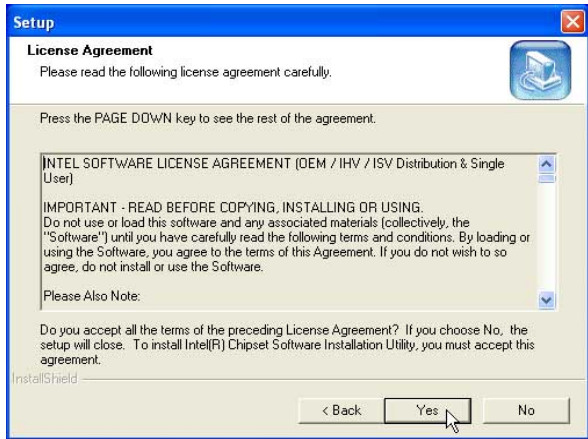 Setup
License Agreement
Please read the following license agreement carefully.
Press the PAGE DOWN key to see the rest of the agreement.
INTEL SOFTWARE LICENSE AGREEMENT (OEM / IHV / ISV Distribution & Single
User)
IMPORTANT - READ BEFORE COPYING, INSTALLING OR USING.
Do not use or load this software and any associated materials (collectively, the
"Software") until you have carefully read the following terms and conditions. By loading or
using the Software, you agree to the terms of this Agreement. If you do not wish to so
agree, do not install or use the Software.
Please Also Note:
Do you accept all the terms of the preceding License Agreement? If you choose No, the
setup will close. To install Intel(R) Chipset Software Installation Utility, you must accept this
agreement.
InstallShield
< Back Yes No